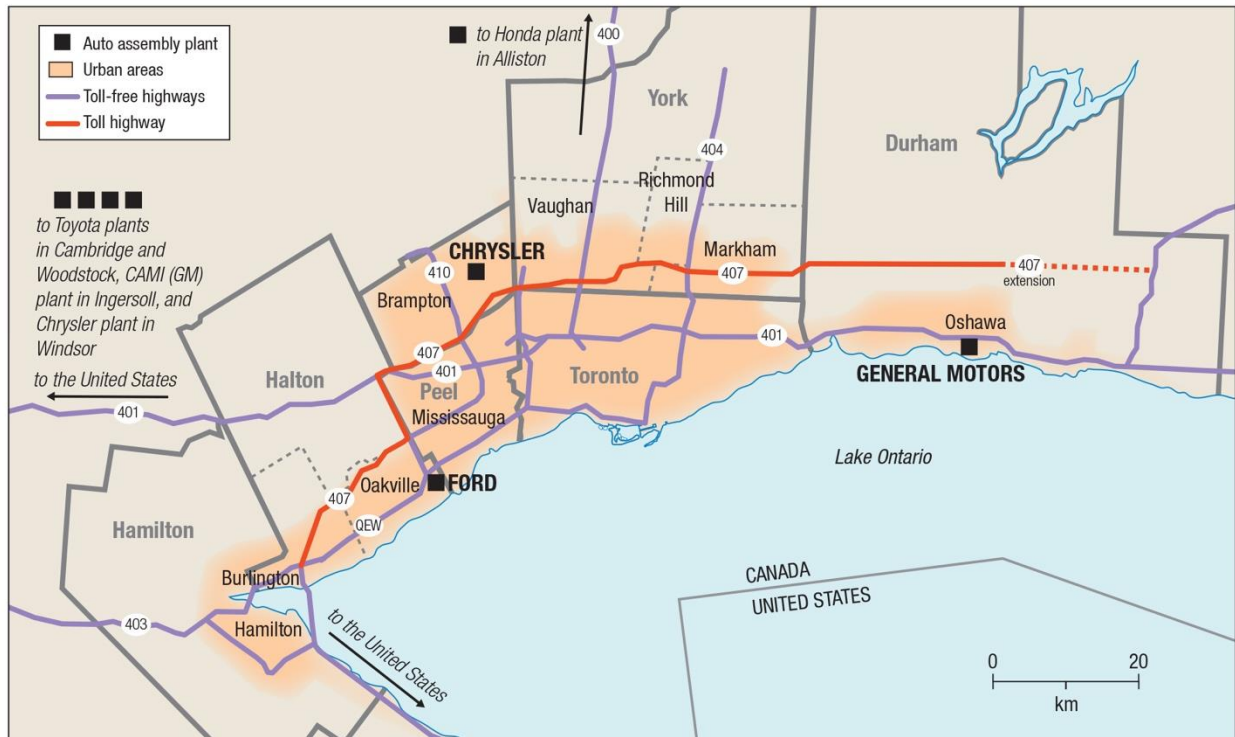 Auto assembly plant
Urban areas
Toll-free highways
Toll highway
to Honda plant
in Alliston
400
York
Durham
404
Richmond
Hill
Vaughan
to Toyota plants
in Cambridge and
Woodstock, CAMI (GM)
plant in Ingersoll, and
Chrysler plant in
Windsor
to the United States
401
CHRYSLER
410
Brampton
Markham
407
407
extension
407
401
Peel
Halton
Mississauga
Toronto
401
Oshawa
GENERAL MOTORS
Oakville
FORD
407
QEW
Lake Ontario
Hamilton
Burlington
403
Hamilton
to the United States
CANADA
UNITED STATES
0
20
km